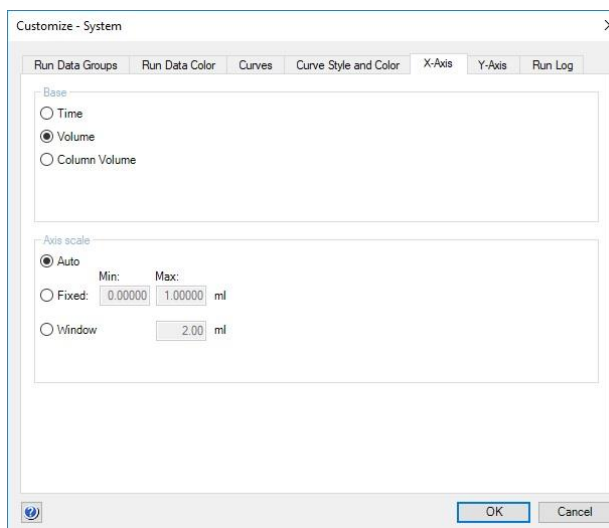 Customize - System
Run Data Groups Run Data Color Curves Curve Style and Color X-Axis Y-Axis Run Log
Base
Time
Volume
Column Volume
Axis scale
Auto
Min: Max:
Fixed: 0.00000 1.00000 ml
Window 2.00 ml
OK Cancel